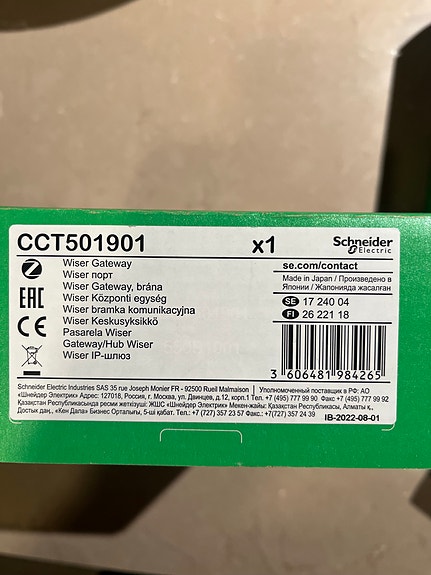 CCT501901 x1 Schneider Electric
Wiser Gateway
Wiser порт
Wiser Gateway, brána
Wiser Központi egység
Wiser bramka komunikacyjna
Wiser Keskusyksikkö
Pasarela Wiser
Gateway/Hub Wiser
Wiser IP-шлюз
EAC
CE
se.com/contact
Made in Japan / Произведено в
Японии / Жапонияда жасалған
SE 17 240 04
FI 26 221 18
3 606481 984265
Schneider Electric Industries SAS 35 rue Joseph Monier FR - 92500 Rueil Malmaison | Уполномоченный поставщик в РФ: АО
«Шнейдер Электрик» Адрес: 127018, Россия, г. Москва, ул. Двинцев, д.12, корп.1 Тел. +7 (495) 777 99 90 Факс: +7 (495) 777 99 92
Қазақстан Республикасында ресми жеткізуші: ЖШС «Шнейдер Электрик» Мекен-жайы: Қазақстан Республикасы, Алматы қ.,
Достық даң., «Кен Дала» Бизнес Орталығы, 5-ші қабат. Тел.: +7 (727) 357 23 57 Факс.: +7 (727) 357 24 39
IB-2022-08-01